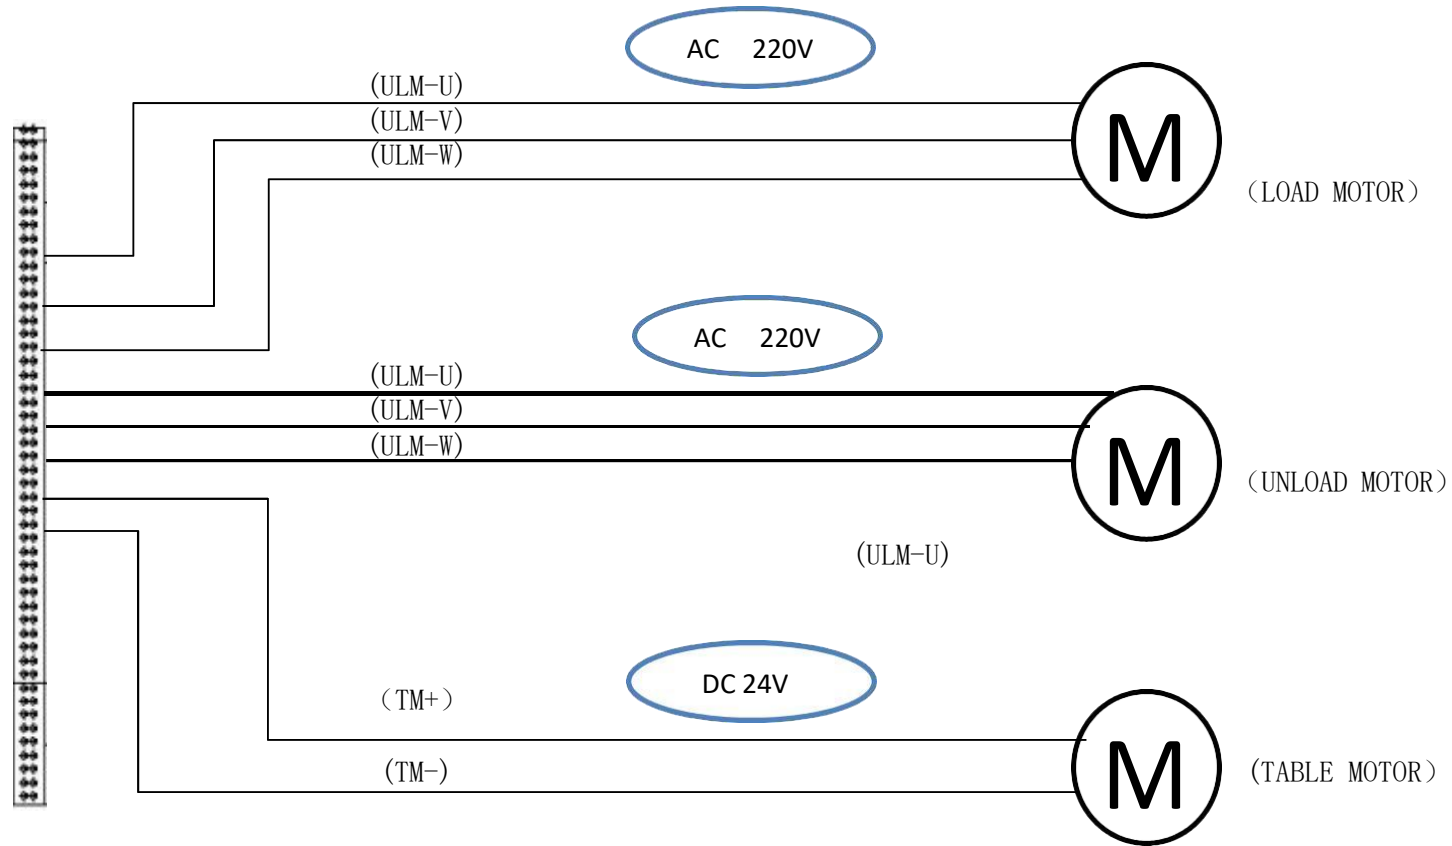 AC 220V
(ULM-U)
(ULM-V)
(ULM-W)
M
（LOAD MOTOR）
AC 220V
(ULM-U)
(ULM-V)
(ULM-W)
M
（UNLOAD MOTOR）
(ULM-U)
DC 24V
（TM+）
(TM-)
M
(TABLE MOTOR）